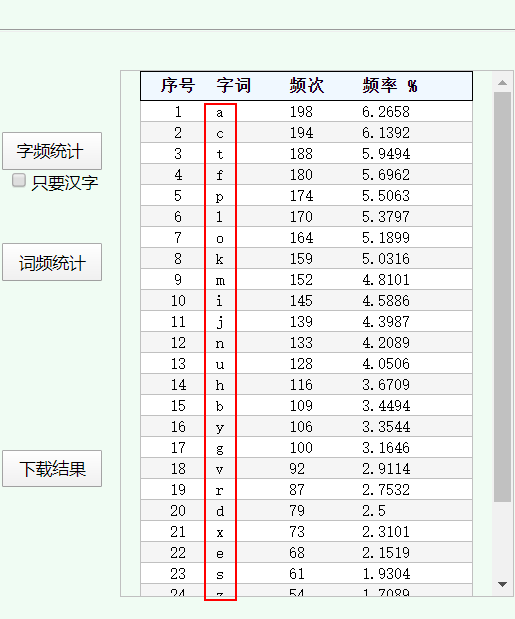 序号 字词 频次 频率 %
1 a 198 6.2658
2 c 194 6.1392
3 t 188 5.9494
4 f 180 5.6962
5 p 174 5.5063
6 l 170 5.3797
7 o 164 5.1899
8 k 159 5.0316
9 m 152 4.8101
10 i 145 4.5886
11 j 139 4.3987
12 n 133 4.2089
13 u 128 4.0506
14 h 116 3.6709
15 b 109 3.4494
16 y 106 3.3544
17 g 100 3.1646
18 v 92 2.9114
19 r 87 2.7532
20 d 79 2.5
21 x 73 2.3101
22 e 68 2.1519
23 s 61 1.9304
24 z 54 1.7089
字频统计
只要汉字
词频统计
下载结果